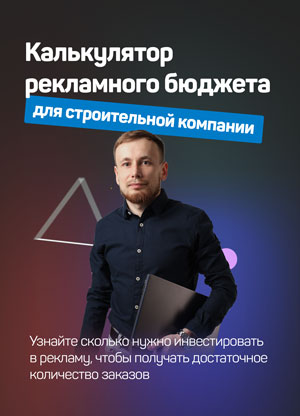 Калькулятор
рекламного бюджета
для строительной компании
Узнайте сколько нужно инвестировать
в рекламу, чтобы получать достаточное
количество заказов